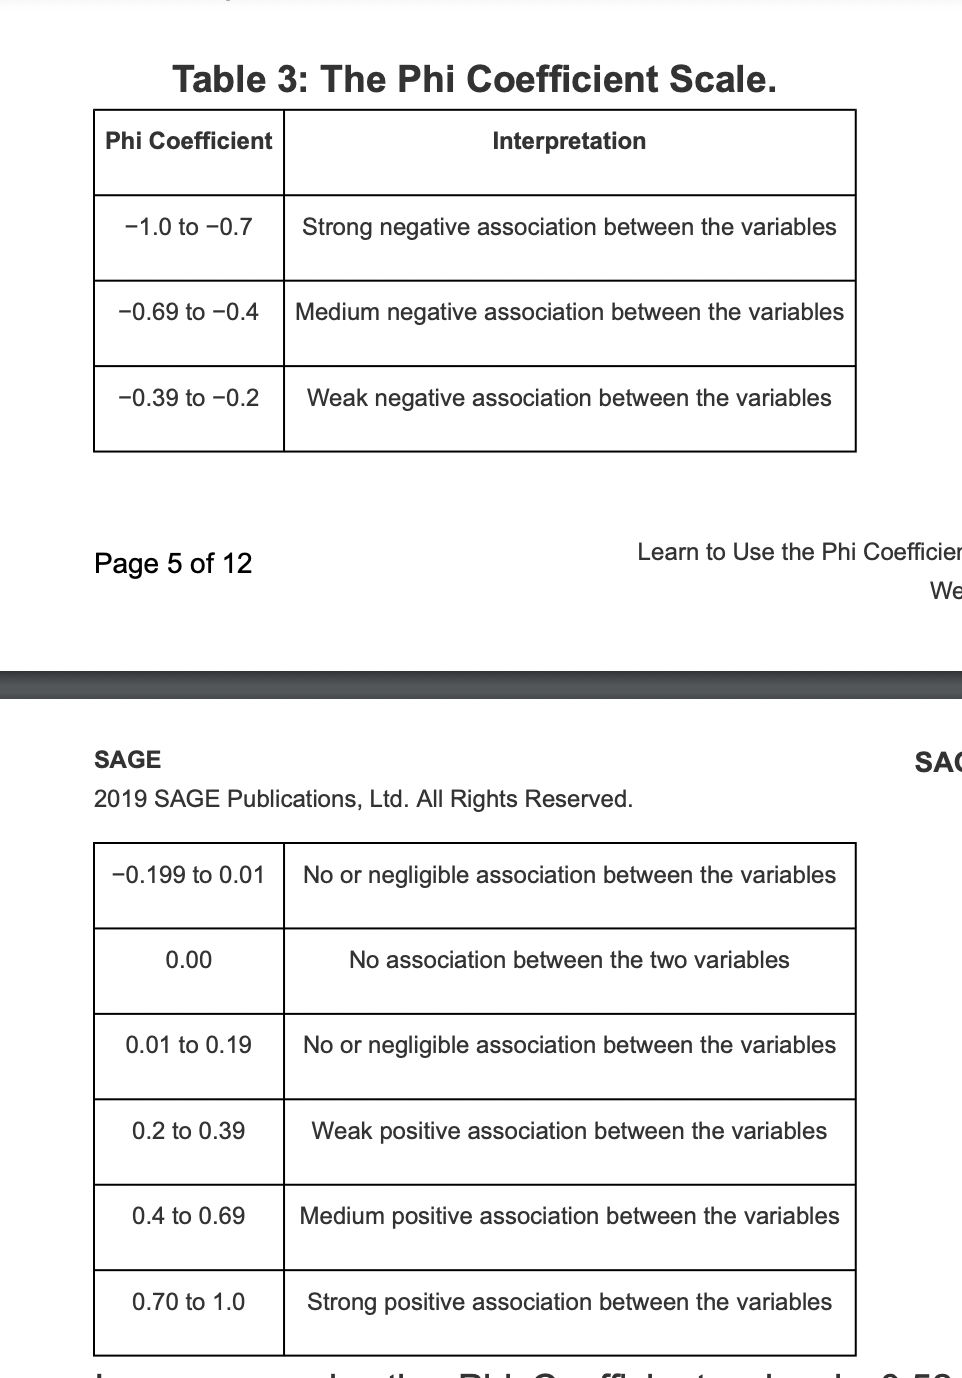 Table 3: The Phi Coefficient Scale.
Phi Coefficient Interpretation
−1.0 to −0.7 Strong negative association between the variables
−0.69 to −0.4 Medium negative association between the variables
−0.39 to −0.2 Weak negative association between the variables
Learn to Use the Phi Coefficien
Page 5 of 12
We
SAGE SAG
2019 SAGE Publications, Ltd. All Rights Reserved.
−0.199 to 0.01 No or negligible association between the variables
0.00 No association between the two variables
0.01 to 0.19 No or negligible association between the variables
0.2 to 0.39 Weak positive association between the variables
0.4 to 0.69 Medium positive association between the variables
0.70 to 1.0 Strong positive association between the variables